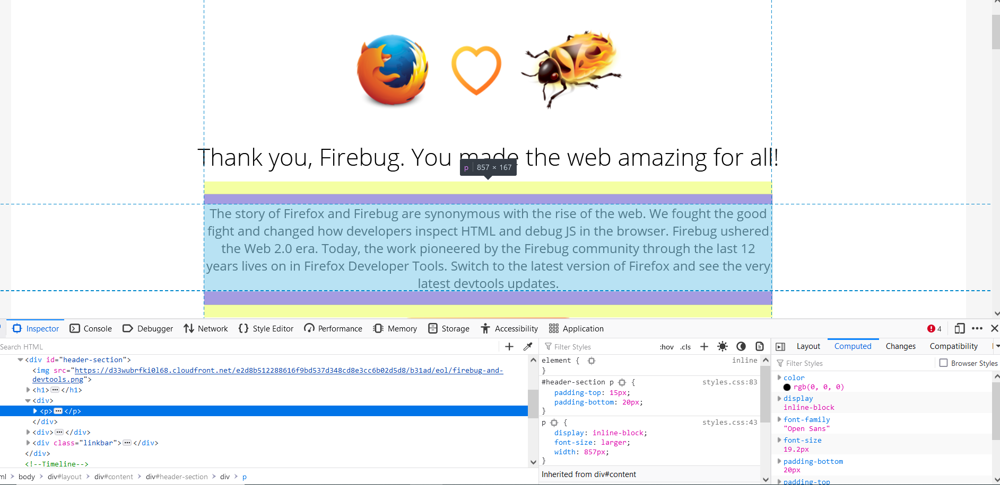 Thank you, Firebug. You made the web amazing for all!
p 857 × 167
The story of Firefox and Firebug are synonymous with the rise of the web. We fought the good
fight and changed how developers inspect HTML and debug JS in the browser. Firebug ushered
the Web 2.0 era. Today, the work pioneered by the Firebug community through the last 12
years lives on in Firefox Developer Tools. Switch to the latest version of Firefox and see the very
latest devtools updates.
Inspector Console Debugger Network Style Editor Performance Memory Storage Accessibility Application 4
Search HTML
<div id="header-section">
<img src="https://d33wubrfki0l68.cloudfront.net/e2d8b512288616f9bd537d348cd8e3cc6b02d5d8/b31ad/eol/firebug-and-
devtools.png">
<h1>···</h1>
<div>
<p>···</p>
</div>
<div>···</div>
<div class="linkbar">···</div>
</div>
<!--Timeline-->
ml > body > div#layout > div#content > div#header-section > div > p
Filter Styles :hov .cls
element { inline
}
#header-section p { styles.css:83
padding-top: 15px;
padding-bottom: 20px;
}
p { styles.css:43
display: inline-block;
font-size: larger;
width: 857px;
}
Inherited from div#content
Layout Computed Changes Compatibility
Filter Styles Browser Styles
color
rgb(0, 0, 0)
display
inline-block
font-family
"Open Sans"
font-size
19.2px
padding-bottom
20px
padding-top